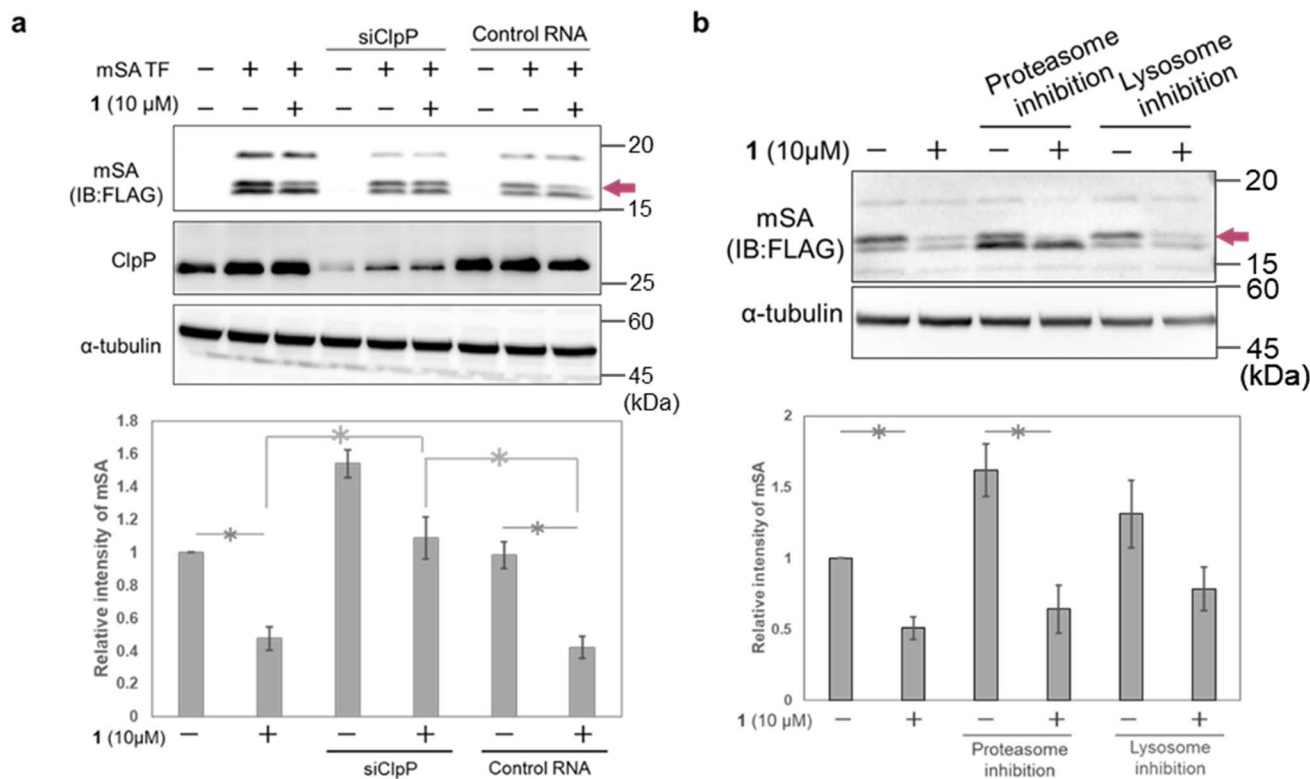 a
siClpP Control RNA
mSA TF − + + − + + − + +
1 (10 μM) − − + − − + − − +
mSA
(IB:FLAG)
20
15
ClpP
25
α-tubulin
60
45
(kDa)
Relative intensity of mSA
1.8
1.6
1.4
1.2
1
0.8
0.6
0.4
0.2
0
* * * *
1 (10μM) − + − + − +
siClpP Control RNA
b
Proteasome
inhibition
Lysosome
inhibition
1 (10μM) − + − + − +
mSA
(IB:FLAG)
20
15
α-tubulin
60
45
(kDa)
Relative intensity of mSA
2
1.5
1
0.5
0
* *
1 (10 μM) − + − + − +
Proteasome
inhibition
Lysosome
inhibition